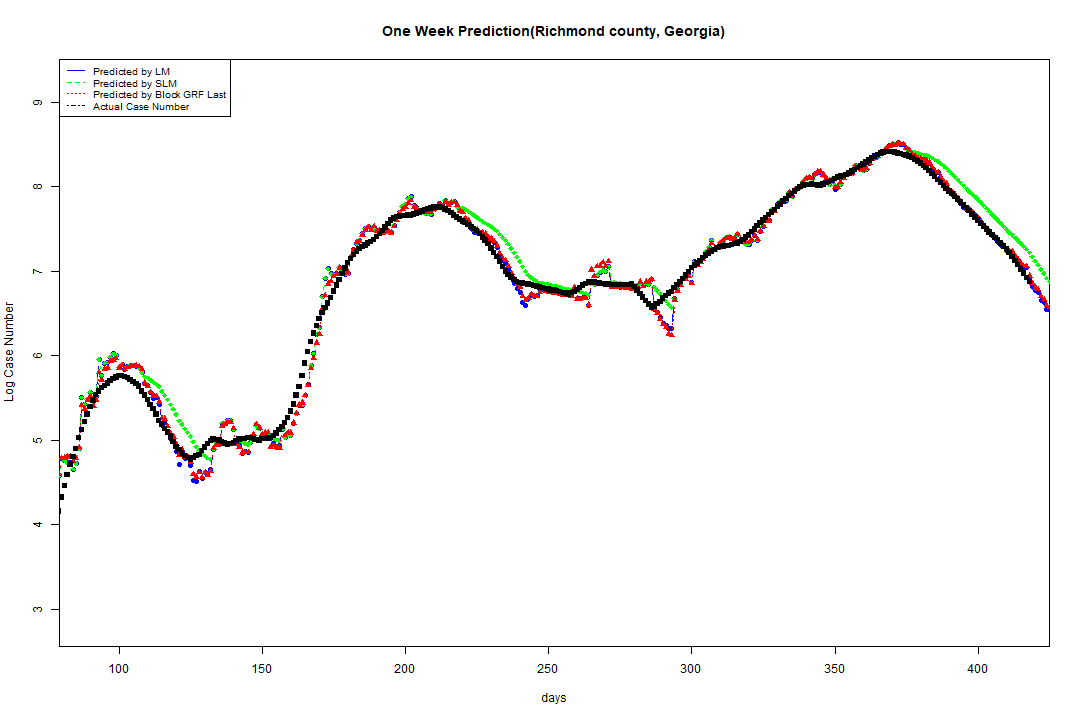 One Week Prediction(Richmond county, Georgia)
Predicted by LM
Predicted by SLM
Predicted by Block GRF Last
Actual Case Number
9
8
7
6
5
4
3
Log Case Number
100 150 200 250 300 350 400
days